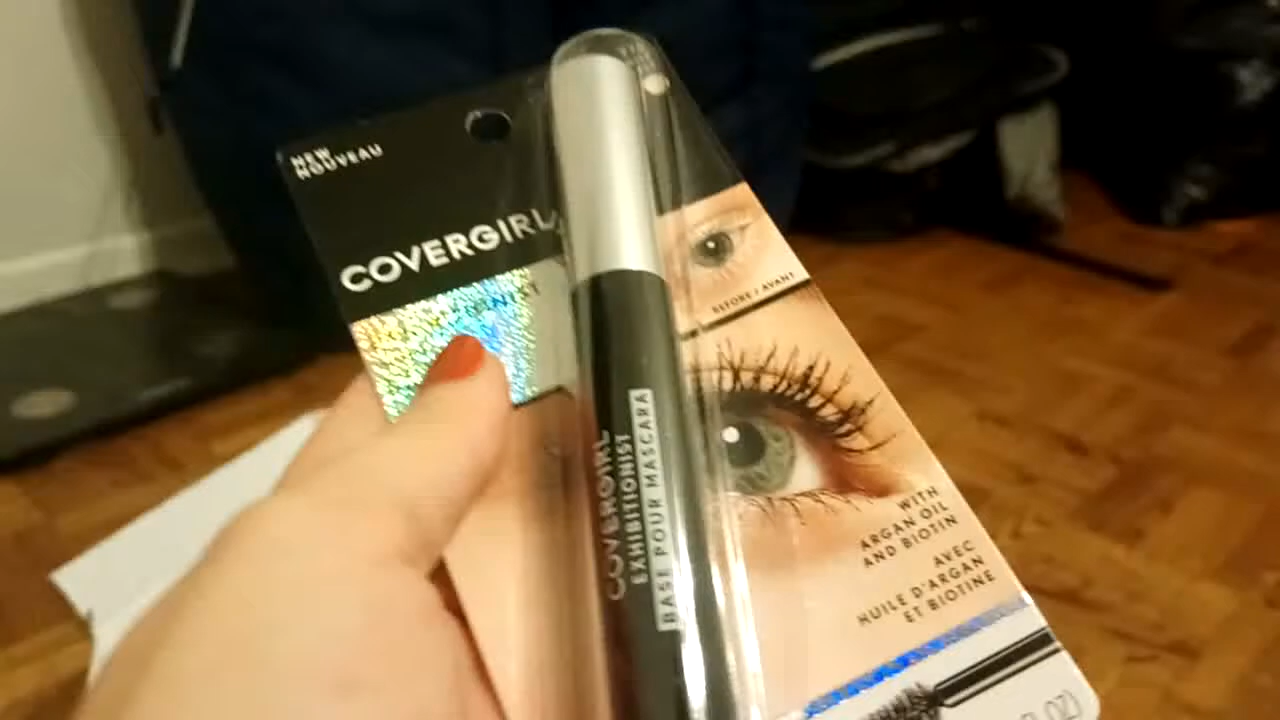 NEW
NOUVEAU
COVERGIRL
BEFORE / AVANT
COVERGIRL
EXHIBITIONIST
BASE POUR MASCARA
WITH
ARGAN OIL
AND BIOTIN
AVEC
HUILE D'ARGAN
ET BIOTINE
OZ)